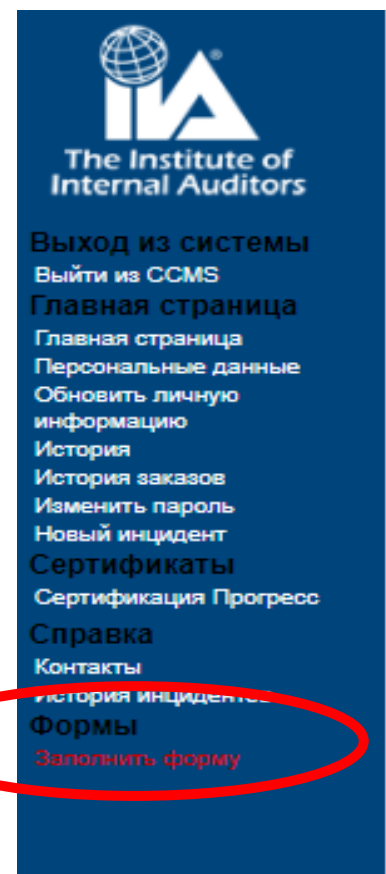 IIA®
The Institute of
Internal Auditors
Выход из системы
Выйти из CCMS
Главная страница
Главная страница
Персональные данные
Обновить личную
информацию
История
История заказов
Изменить пароль
Новый инцидент
Сертификаты
Сертификация Прогресс
Справка
Контакты
История инцидентов
Формы
Заполнить форму